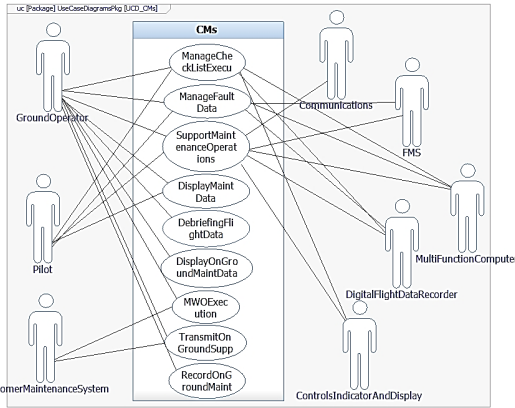 uc [Package] UseCaseDiagramsPkg [UCD_CMs]
CMs
ManageChe
ckListExecu
ManageFault
Data
SupportMaint
enanceOperat
ions
DisplayMaint
Data
DebriefingFli
ghtData
DisplayOnGro
undMaintData
MWOExec
ution
TransmitOn
GroundSupp
RecordOnG
roundMaint
GroundOperator
Pilot
omerMaintenanceSystem
Communications
FMS
MultiFunctionCompute
DigitalFlightDataRecorder
ControlsIndicatorAndDisplay